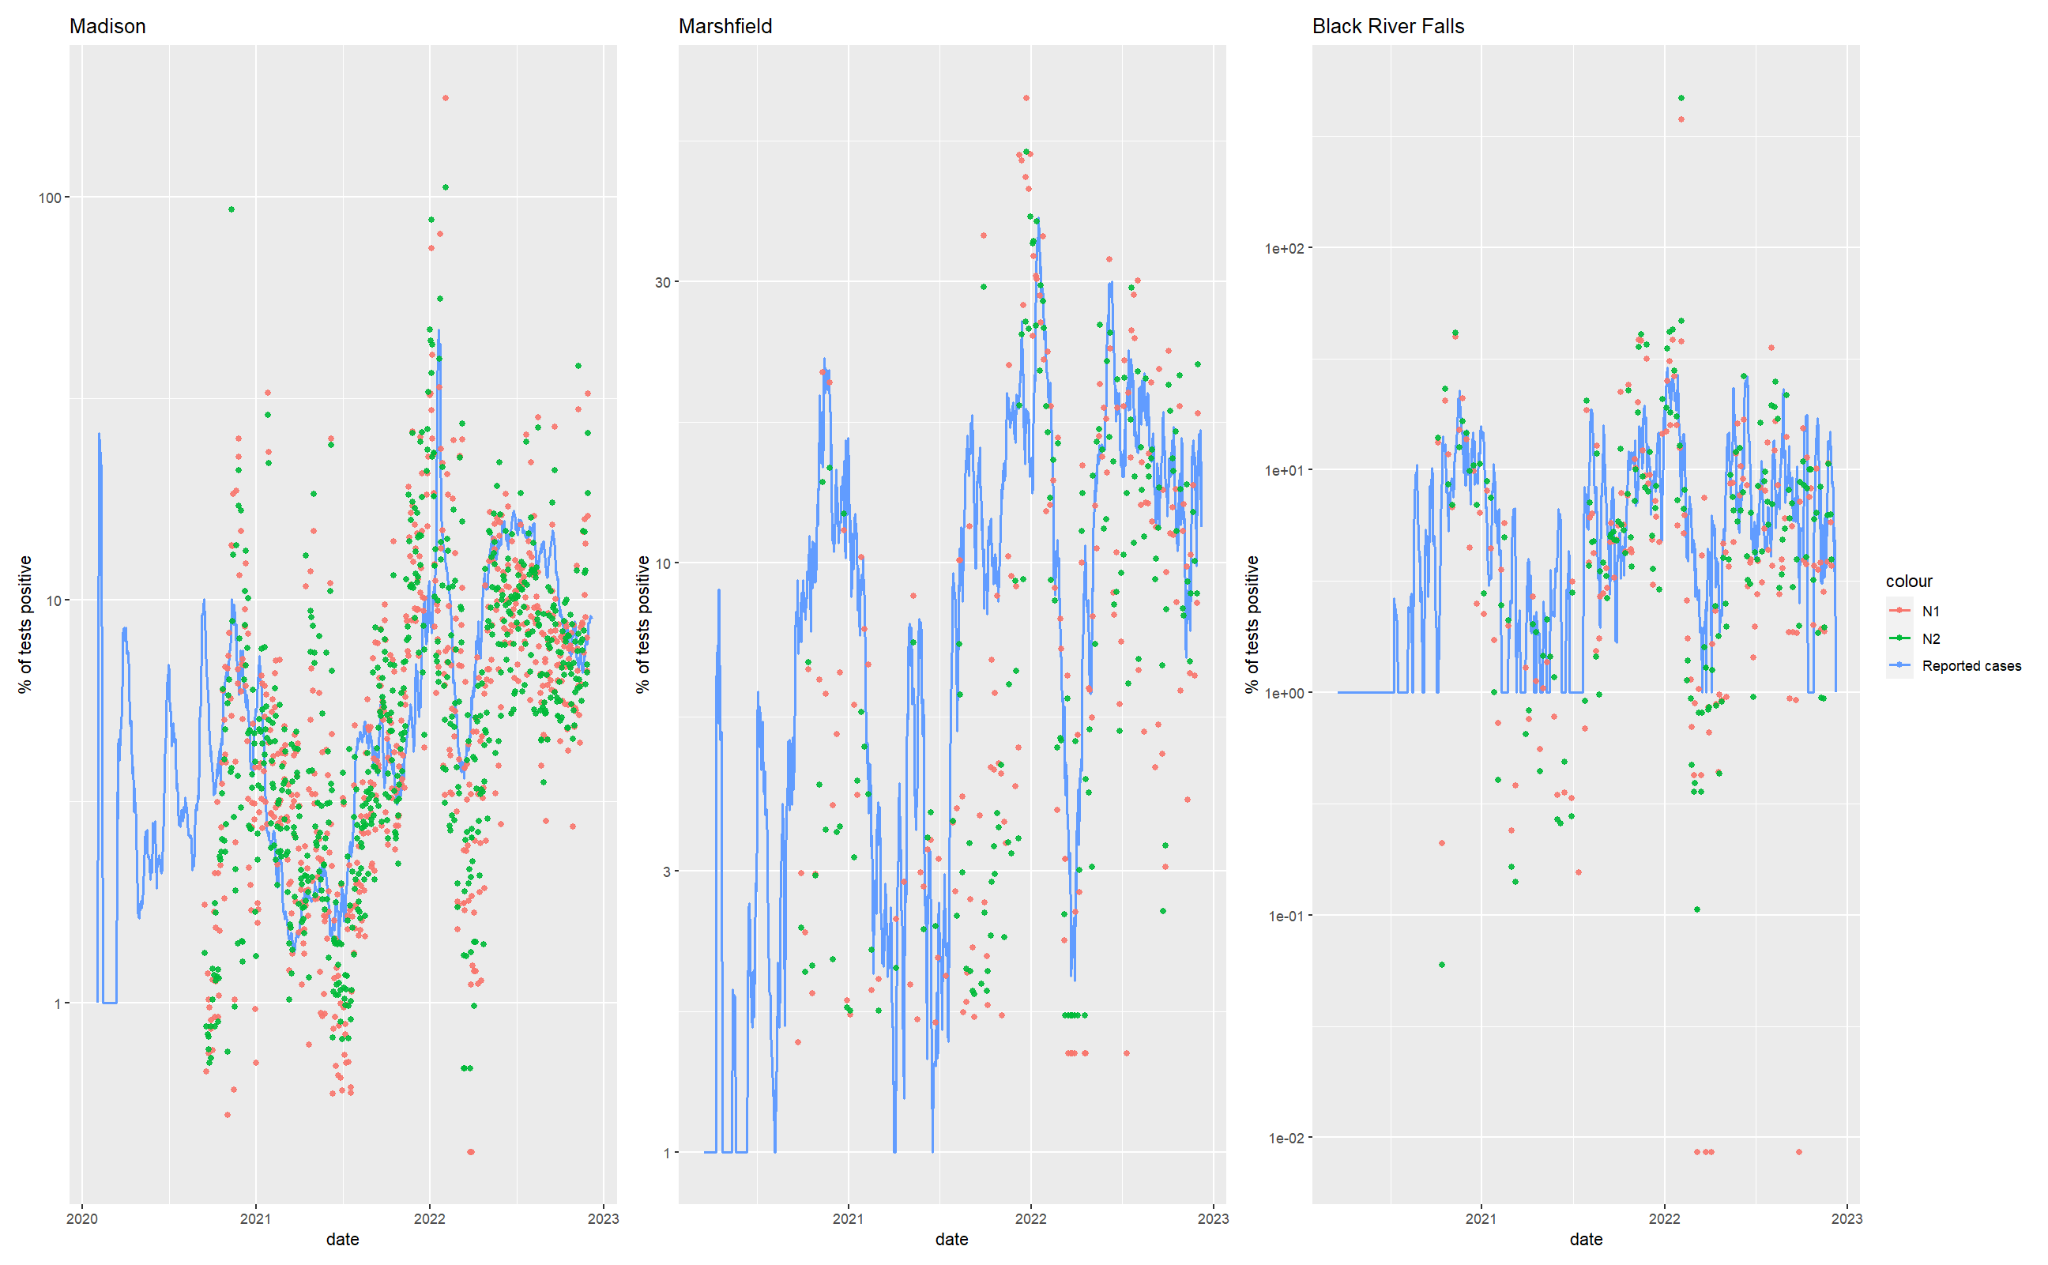 Madison
% of tests positive
100
10
1
2020 2021 2022 2023
date
Marshfield
% of tests positive
30
10
3
1
2021 2022 2023
date
Black River Falls
% of tests positive
1e+02
1e+01
1e+00
1e-01
1e-02
2021 2022 2023
date
colour
N1
N2
Reported cases